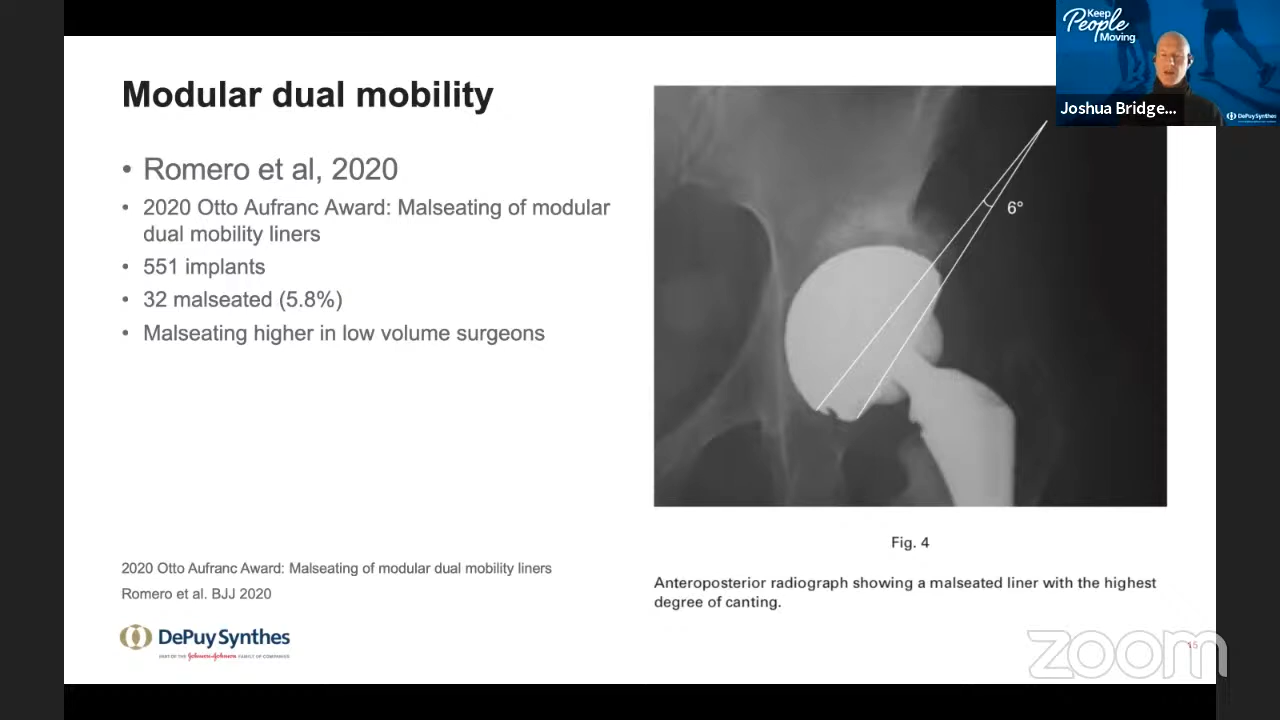 Modular dual mobility
• Romero et al, 2020
• 2020 Otto Aufranc Award: Malseating of modular
dual mobility liners
• 551 implants
• 32 malseated (5.8%)
• Malseating higher in low volume surgeons
2020 Otto Aufranc Award: Malseating of modular dual mobility liners
Romero et al. BJJ 2020
DePuy Synthes
PART OF THE Johnson & Johnson FAMILY OF COMPANIES
6°
Fig. 4
Anteroposterior radiograph showing a malseated liner with the highest
degree of canting.
Keep
People
Moving
Joshua Bridge...
DePuy Synthes
zoom
15